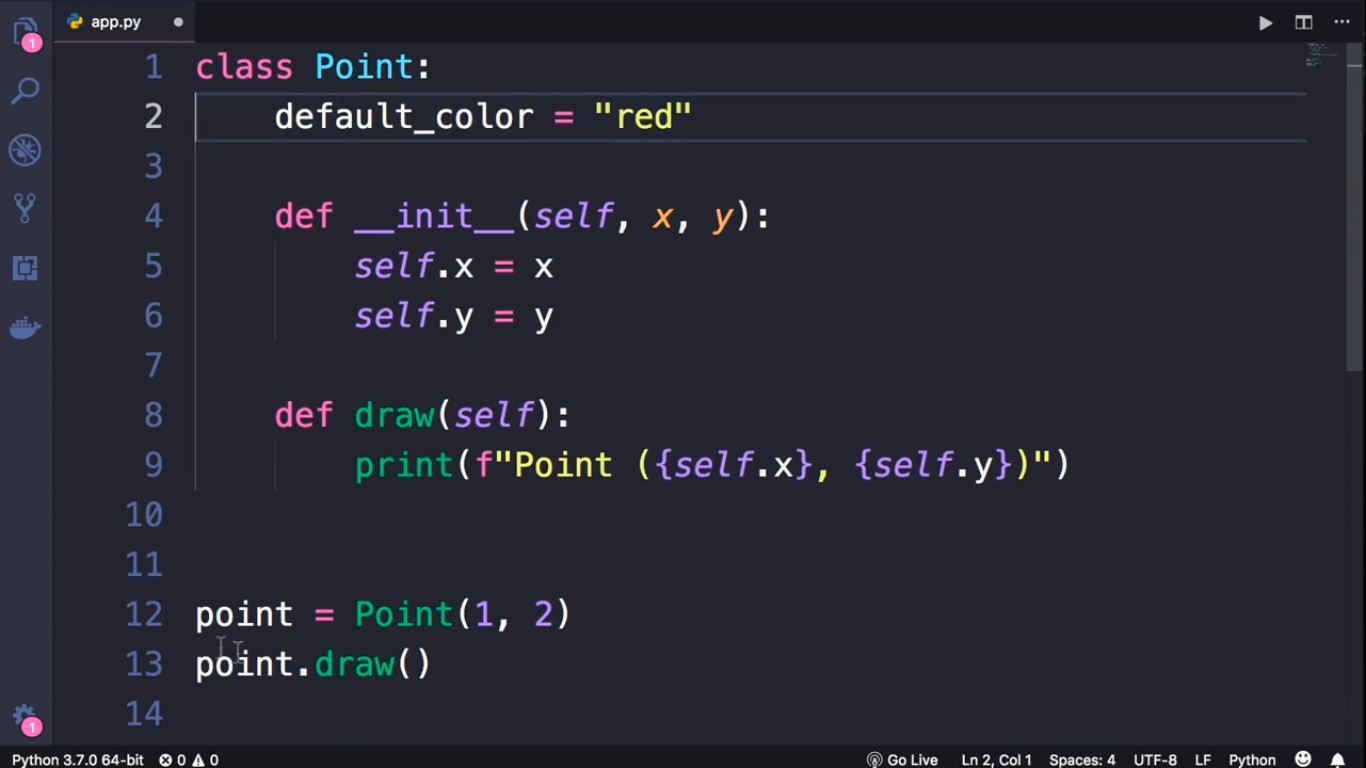 app.py
1 class Point:
2     default_color = "red"
3
4     def __init__(self, x, y):
5         self.x = x
6         self.y = y
7
8     def draw(self):
9         print(f"Point ({self.x}, {self.y})")
10
11
12 point = Point(1, 2)
13 point.draw()
14
1
1
Python 3.7.0 64-bit 0 0 Go Live Ln 2, Col 1 Spaces: 4 UTF-8 LF Python